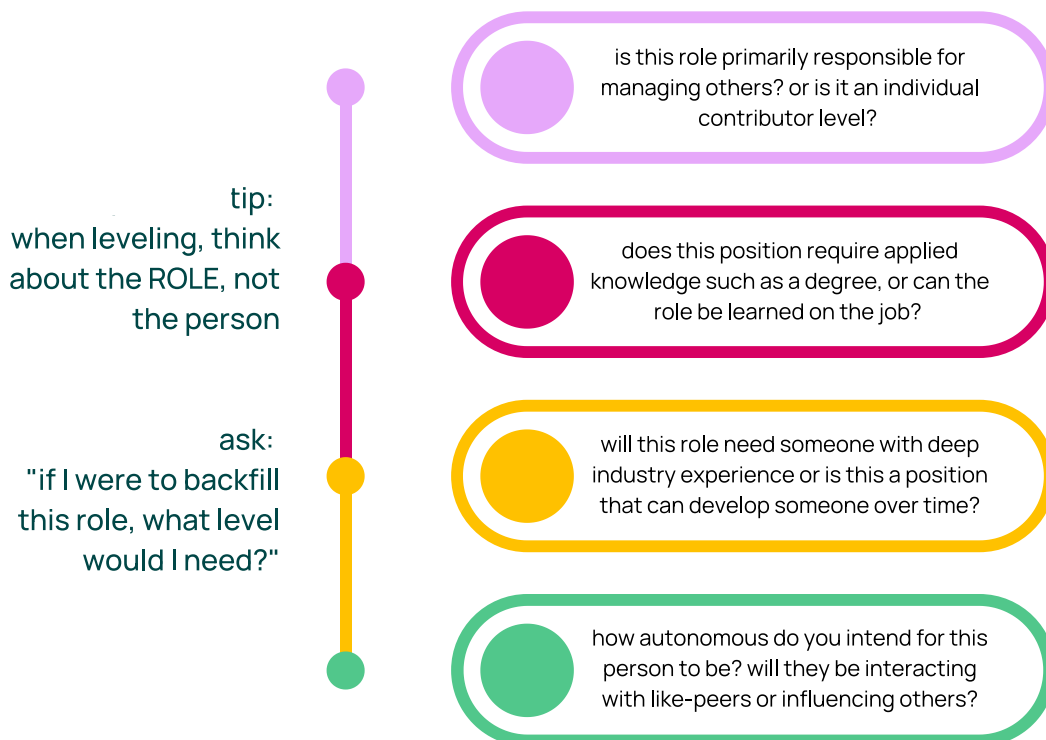 tip:
when leveling, think
about the ROLE, not
the person
ask:
"if I were to backfill
this role, what level
would I need?"
is this role primarily responsible for
managing others? or is it an individual
contributor level?
does this position require applied
knowledge such as a degree, or can the
role be learned on the job?
will this role need someone with deep
industry experience or is this a position
that can develop someone over time?
how autonomous do you intend for this
person to be? will they be interacting
with like-peers or influencing others?